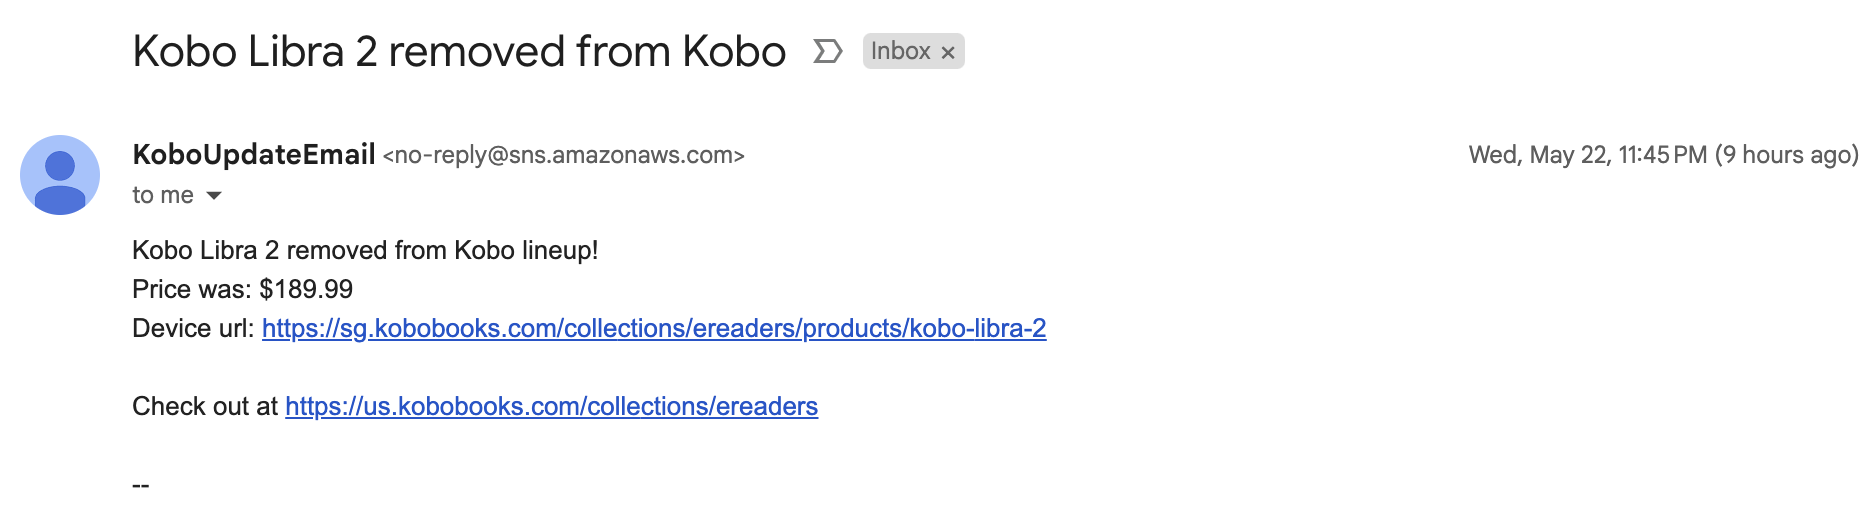 Kobo Libra 2 removed from Kobo Inbox ×
KoboUpdateEmail <no-reply@sns.amazonaws.com> Wed, May 22, 11:45 PM (9 hours ago)
to me
Kobo Libra 2 removed from Kobo lineup!
Price was: $189.99
Device url: https://sg.kobobooks.com/collections/ereaders/products/kobo-libra-2
Check out at https://us.kobobooks.com/collections/ereaders
--